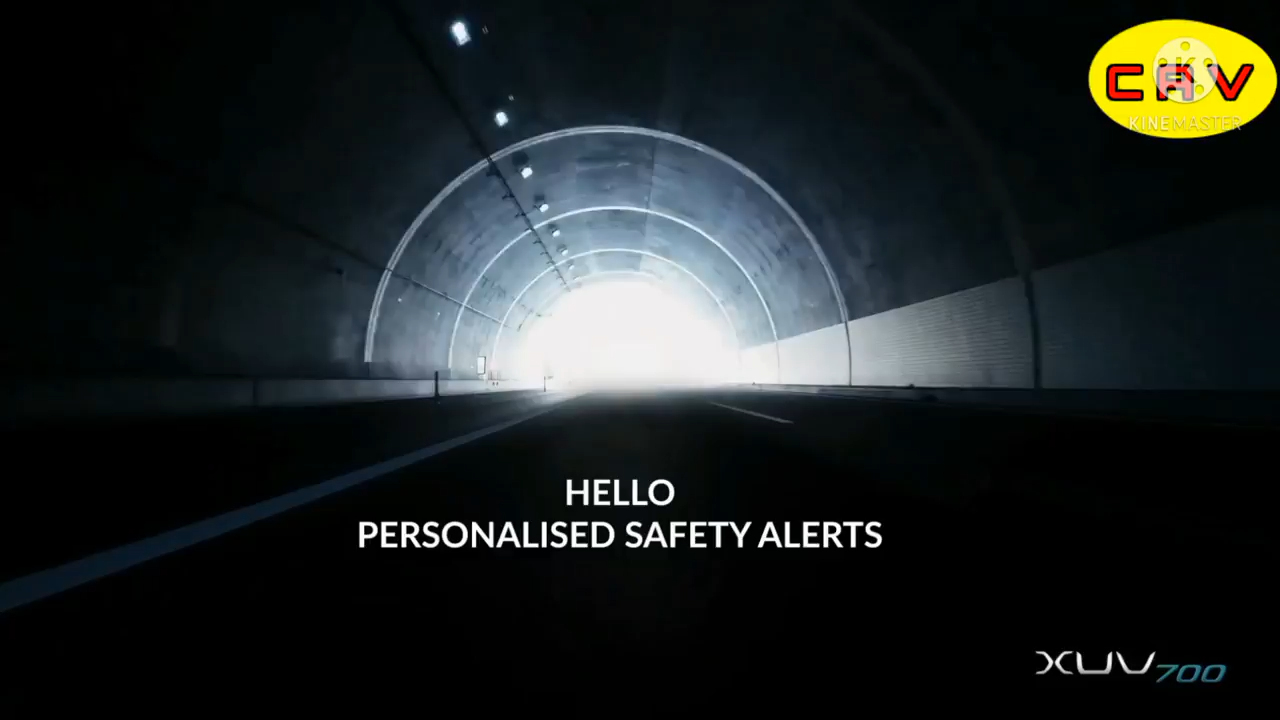 CAV
KINEMASTER
HELLO
PERSONALISED SAFETY ALERTS
XUV700